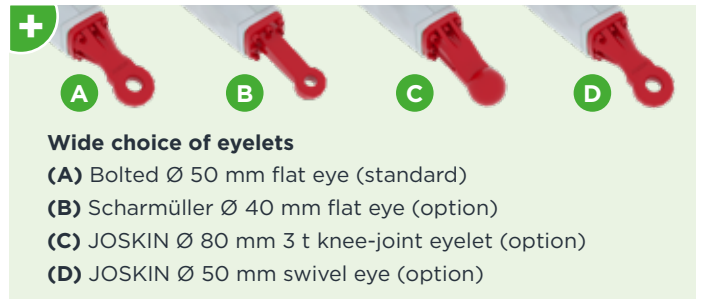 A B C D
Wide choice of eyelets
(A) Bolted Ø 50 mm flat eye (standard)
(B) Scharmüller Ø 40 mm flat eye (option)
(C) JOSKIN Ø 80 mm 3 t knee-joint eyelet (option)
(D) JOSKIN Ø 50 mm swivel eye (option)